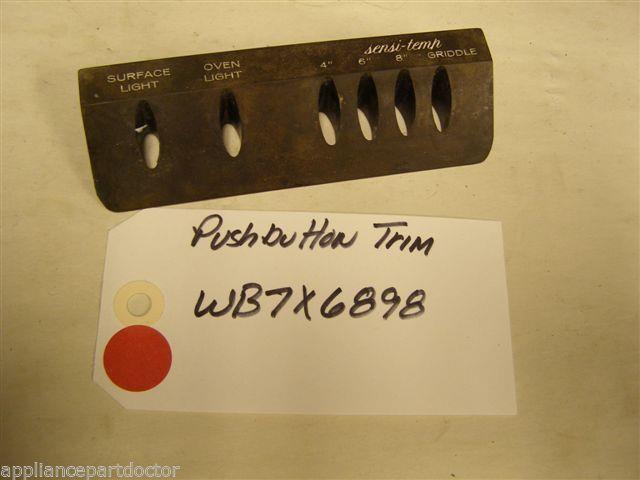 sensi-temp
SURFACE LIGHT
OVEN LIGHT
4" 6" 8" GRIDDLE
Pushbutton Trim
WB7X6898
appliancepartdoctor